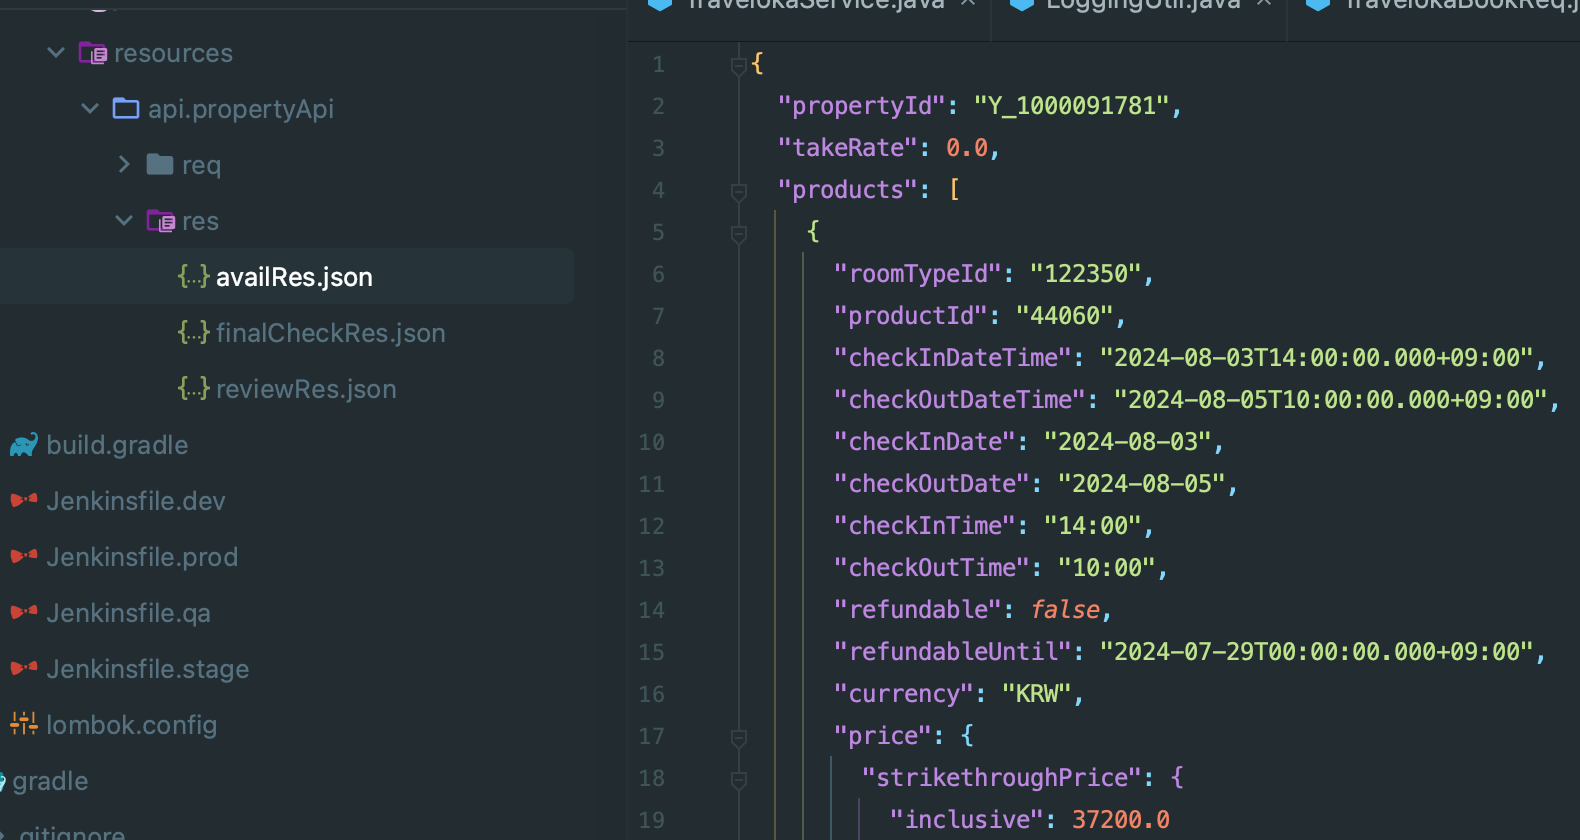 resources
api.propertyApi
req
res
{...} availRes.json
{...} finalCheckRes.json
{...} reviewRes.json
build.gradle
Jenkinsfile.dev
Jenkinsfile.prod
Jenkinsfile.qa
Jenkinsfile.stage
lombok.config
gradle
.gitignore
TravelokaService.java ×
LoggingUtil.java ×
TravelokaBookReq.j
1 {
2 "propertyId": "Y_1000091781",
3 "takeRate": 0.0,
4 "products": [
5 {
6 "roomTypeId": "122350",
7 "productId": "44060",
8 "checkInDateTime": "2024-08-03T14:00:00.000+09:00",
9 "checkOutDateTime": "2024-08-05T10:00:00.000+09:00",
10 "checkInDate": "2024-08-03",
11 "checkOutDate": "2024-08-05",
12 "checkInTime": "14:00",
13 "checkOutTime": "10:00",
14 "refundable": false,
15 "refundableUntil": "2024-07-29T00:00:00.000+09:00",
16 "currency": "KRW",
17 "price": {
18 "strikethroughPrice": {
19 "inclusive": 37200.0